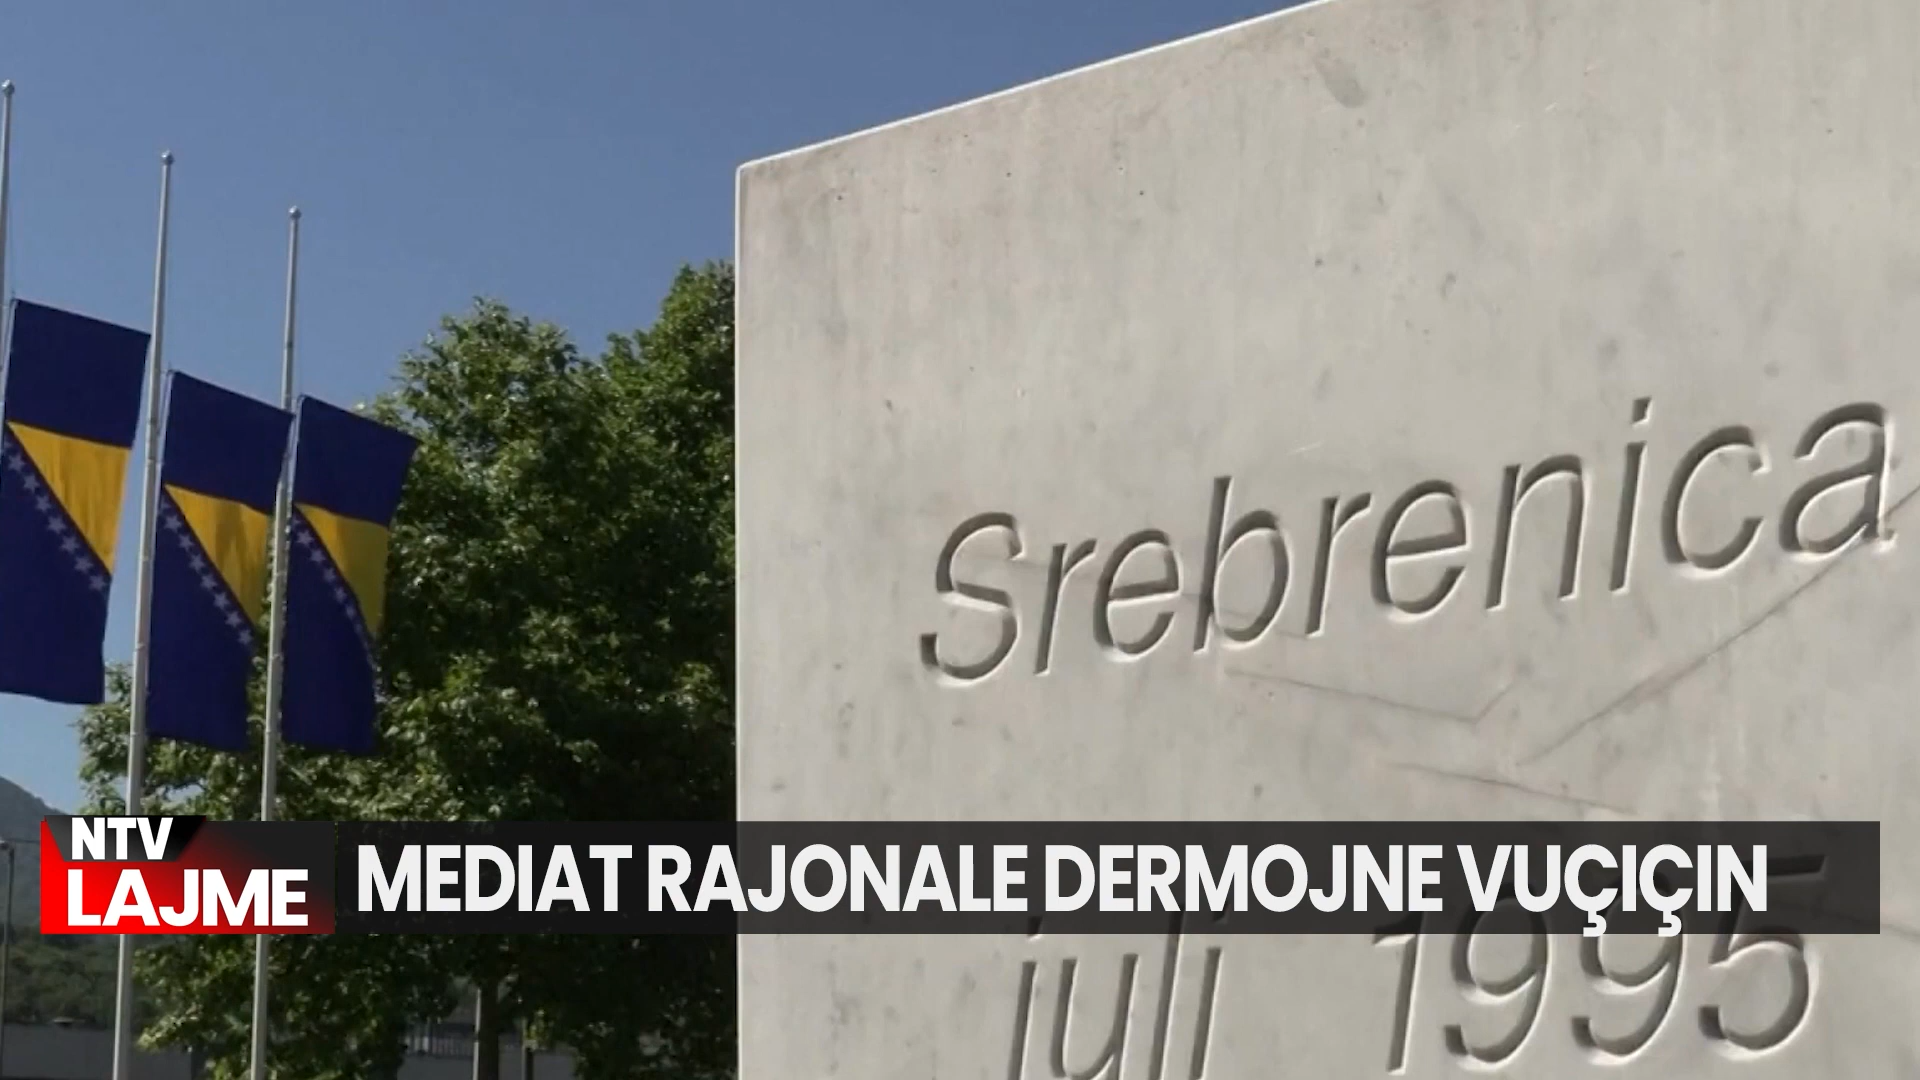 Srebrenica
juli 1995
NTV
LAJME
MEDIAT RAJONALE DERMOJNE VUÇIÇIN